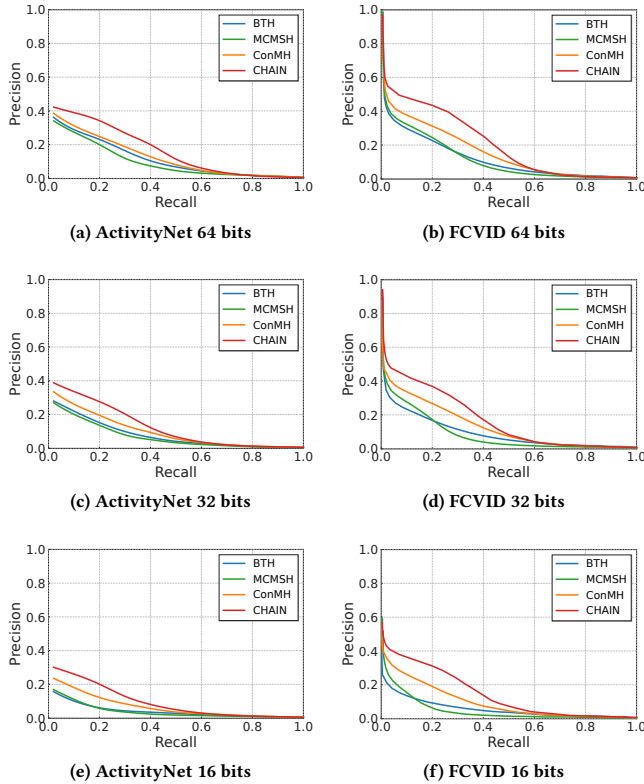 1.0
0.8
0.6
0.4
0.2
0.0
Precision
BTH
MCMSH
ConMH
CHAIN
0.0 0.2 0.4 0.6 0.8 1.0
Recall
(a) ActivityNet 64 bits
1.0
0.8
0.6
0.4
0.2
0.0
Precision
BTH
MCMSH
ConMH
CHAIN
0.0 0.2 0.4 0.6 0.8 1.0
Recall
(b) FCVID 64 bits
1.0
0.8
0.6
0.4
0.2
0.0
Precision
BTH
MCMSH
ConMH
CHAIN
0.0 0.2 0.4 0.6 0.8 1.0
Recall
(c) ActivityNet 32 bits
1.0
0.8
0.6
0.4
0.2
0.0
Precision
BTH
MCMSH
ConMH
CHAIN
0.0 0.2 0.4 0.6 0.8 1.0
Recall
(d) FCVID 32 bits
1.0
0.8
0.6
0.4
0.2
0.0
Precision
BTH
MCMSH
ConMH
CHAIN
0.0 0.2 0.4 0.6 0.8 1.0
Recall
(e) ActivityNet 16 bits
1.0
0.8
0.6
0.4
0.2
0.0
Precision
BTH
MCMSH
ConMH
CHAIN
0.0 0.2 0.4 0.6 0.8 1.0
Recall
(f) FCVID 16 bits